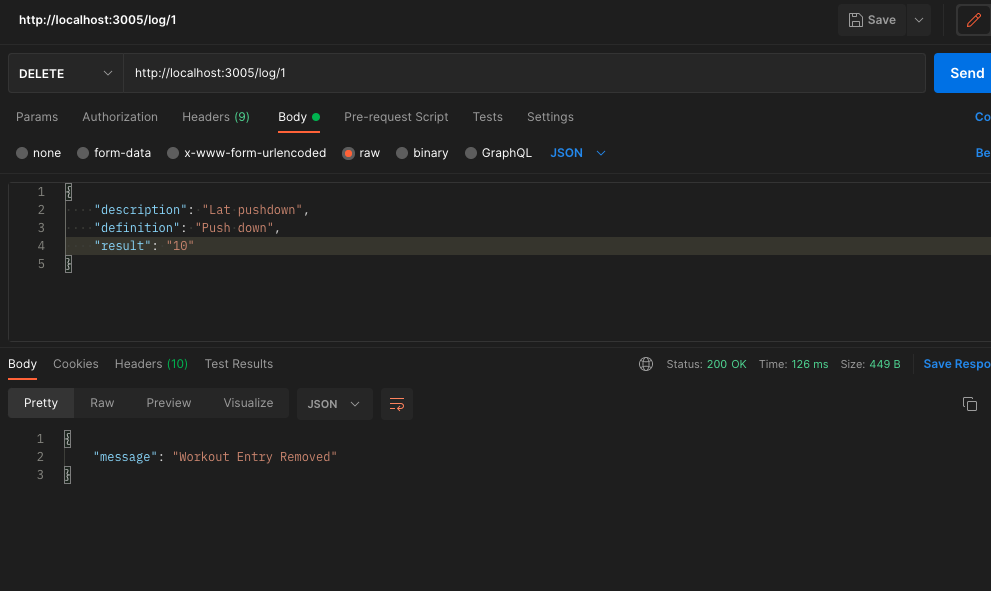 http://localhost:3005/log/1
Save
DELETE
http://localhost:3005/log/1
Send
Params Authorization Headers (9) Body Pre-request Script Tests Settings
Co
none form-data x-www-form-urlencoded raw binary GraphQL JSON
Be
1 {
2 "description": "Lat pushdown",
3 "definition": "Push down",
4 "result": "10"
5 }
Body Cookies Headers (10) Test Results
Status: 200 OK Time: 126 ms Size: 449 B Save Respo
Pretty Raw Preview Visualize JSON
1 {
2 "message": "Workout Entry Removed"
3 }